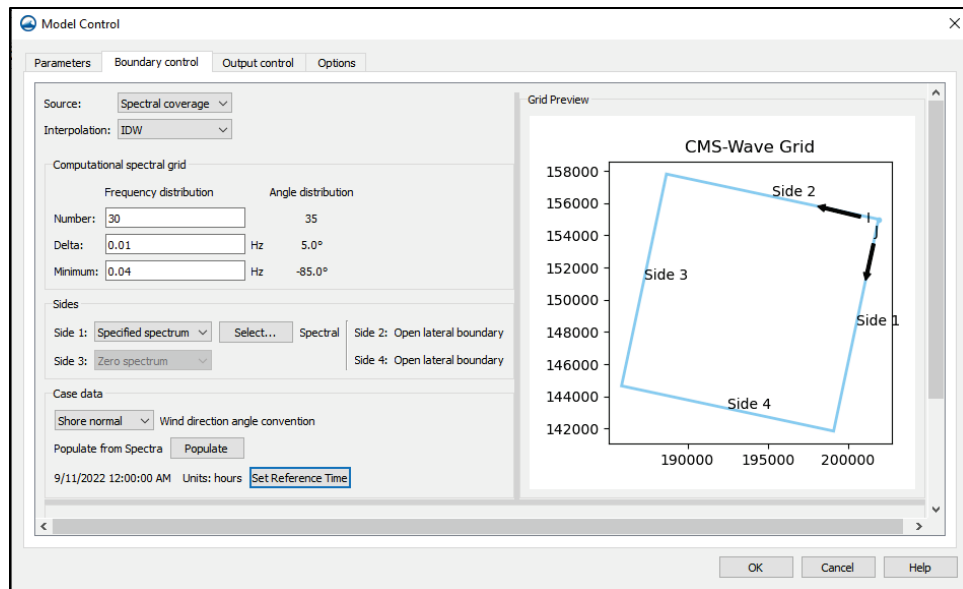 Model Control
Parameters Boundary control Output control Options
Source: Spectral coverage
Interpolation: IDW
Computational spectral grid
Frequency distribution Angle distribution
Number: 30 35
Delta: 0.01 Hz 5.0°
Minimum: 0.04 Hz -85.0°
Sides
Side 1: Specified spectrum Select... Spectral Side 2: Open lateral boundary
Side 3: Zero spectrum Side 4: Open lateral boundary
Case data
Shore normal Wind direction angle convention
Populate from Spectra Populate
9/11/2022 12:00:00 AM Units: hours Set Reference Time
Grid Preview
CMS-Wave Grid
158000
156000
154000
152000
150000
148000
146000
144000
142000
190000 195000 200000
Side 2
I
J
Side 3
Side 1
Side 4
OK Cancel Help